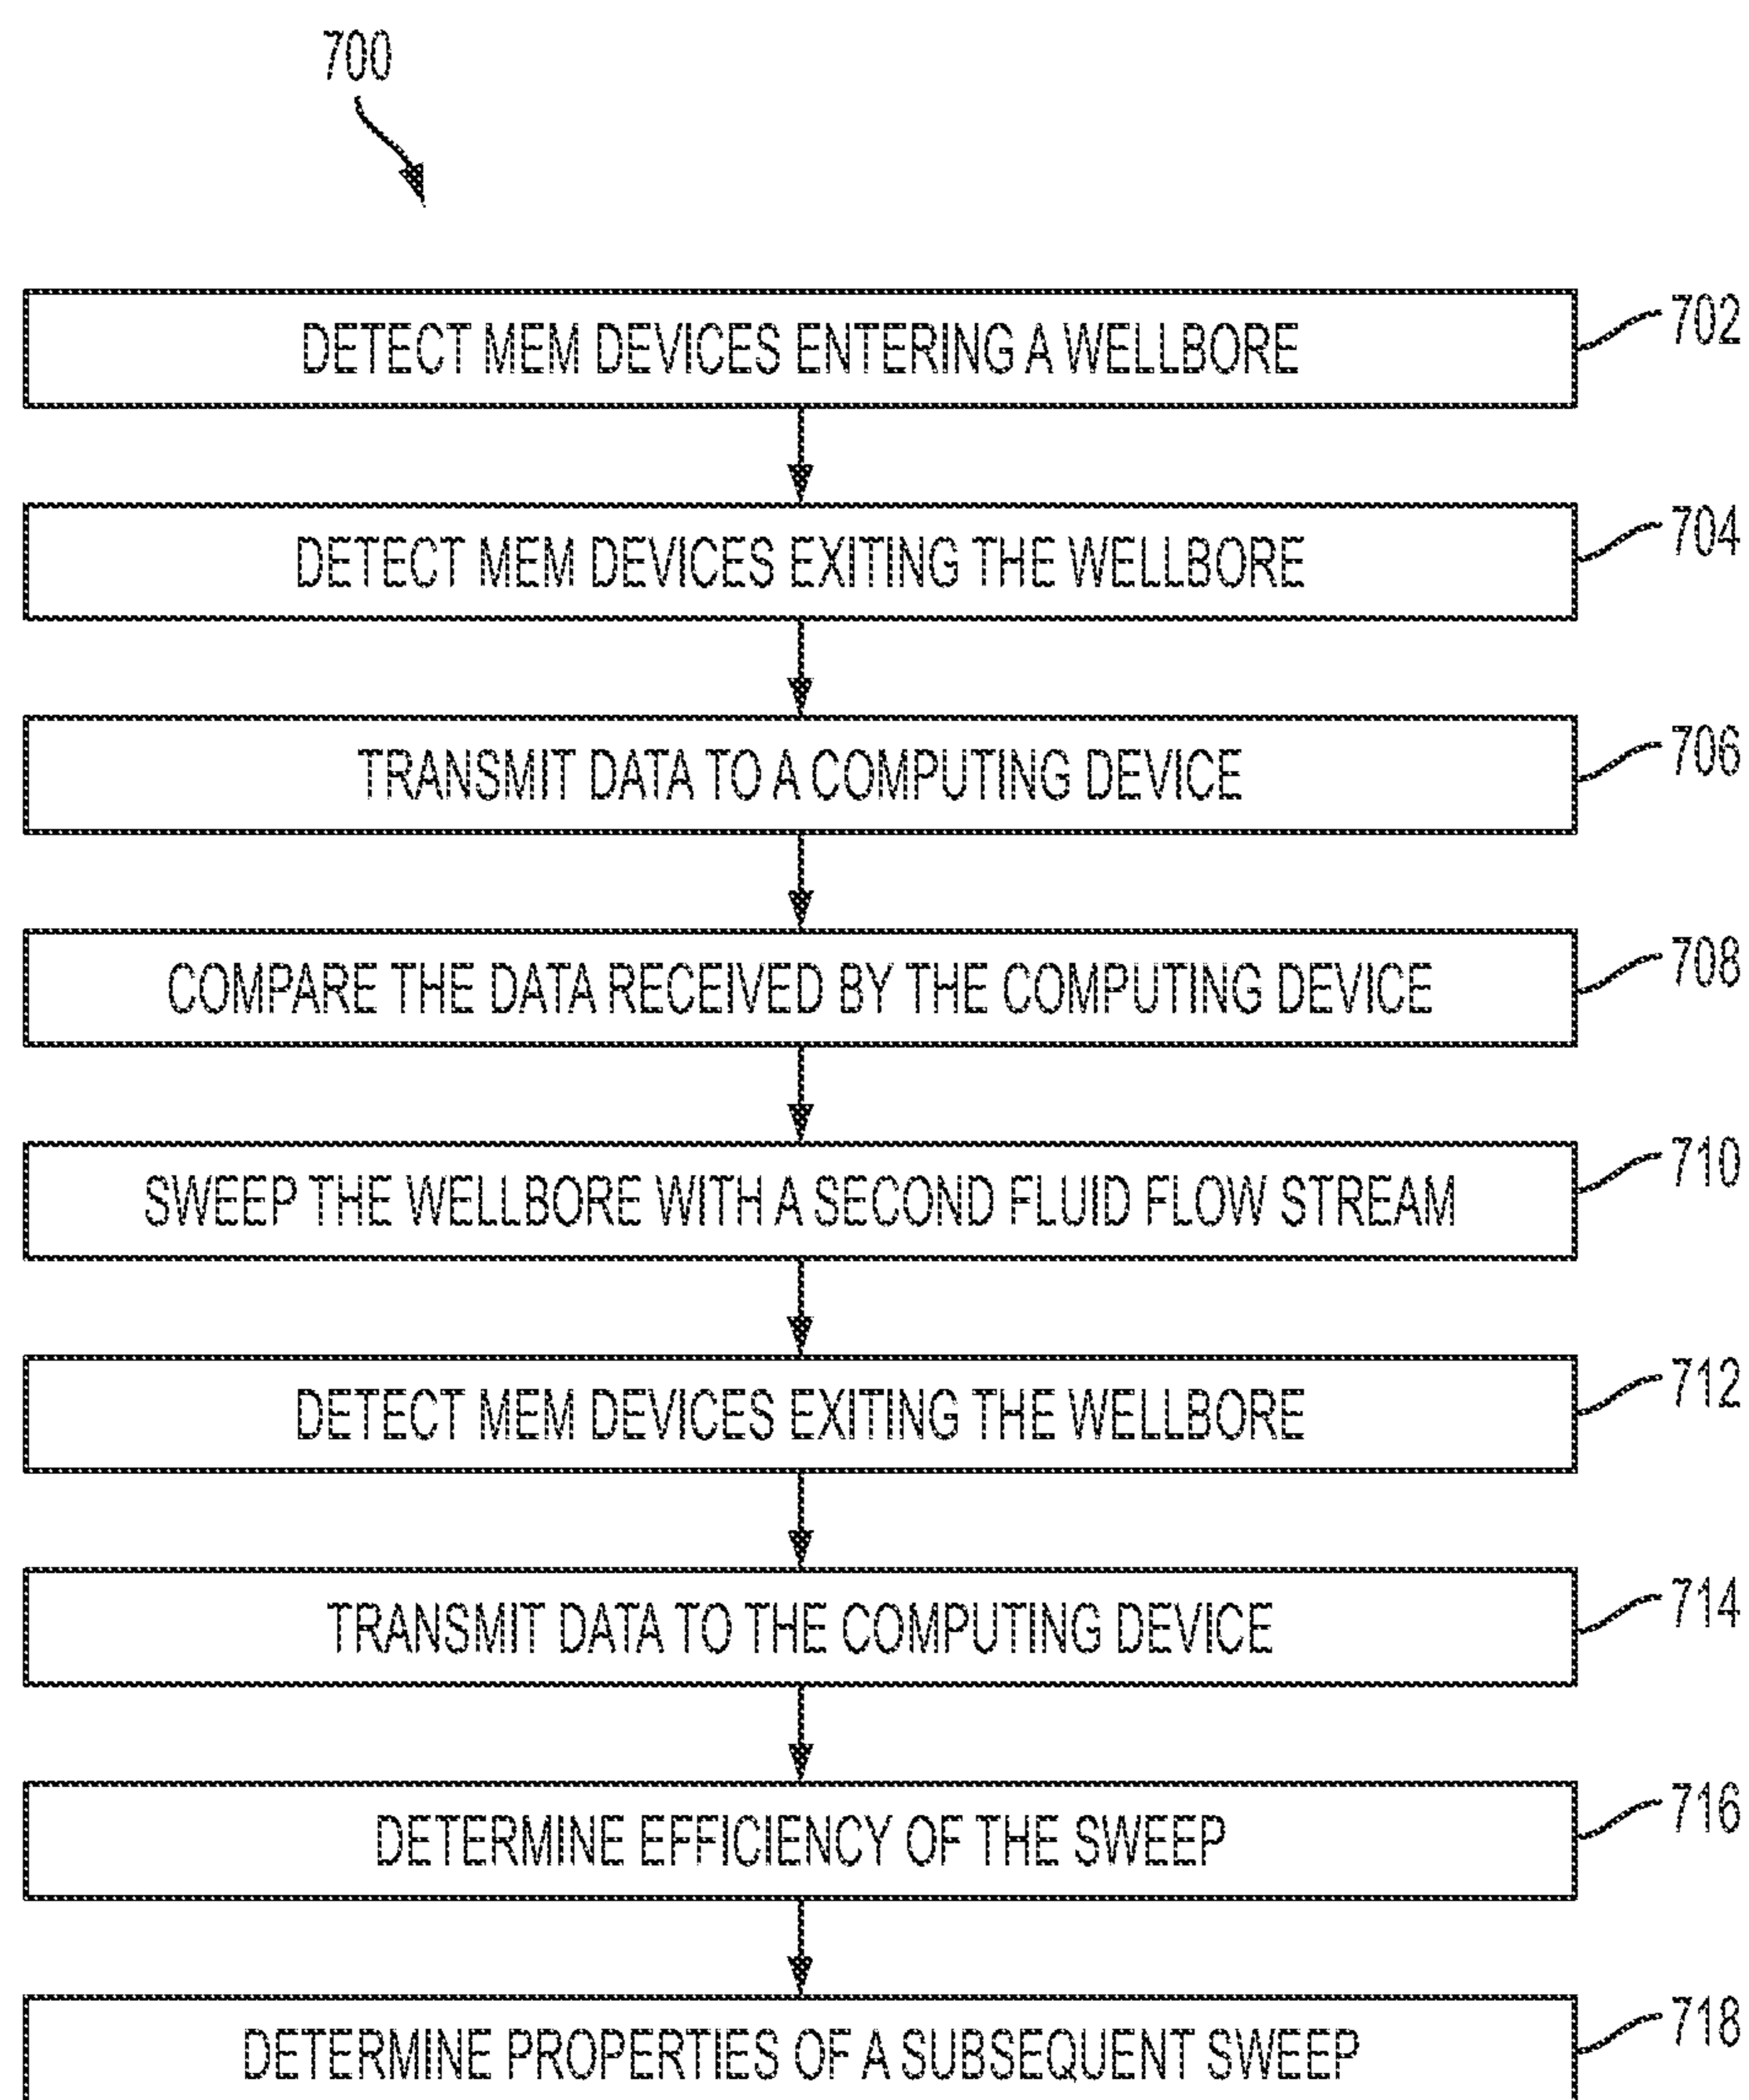 700
DETECT MEM DEVICES ENTERING A WELLBORE 702
DETECT MEM DEVICES EXITING THE WELLBORE 704
TRANSMIT DATA TO A COMPUTING DEVICE 706
COMPARE THE DATA RECEIVED BY THE COMPUTING DEVICE 708
SWEEP THE WELLBORE WITH A SECOND FLUID FLOW STREAM 710
DETECT MEM DEVICES EXITING THE WELLBORE 712
TRANSMIT DATA TO THE COMPUTING DEVICE 714
DETERMINE EFFICIENCY OF THE SWEEP 716
DETERMINE PROPERTIES OF A SUBSEQUENT SWEEP 718